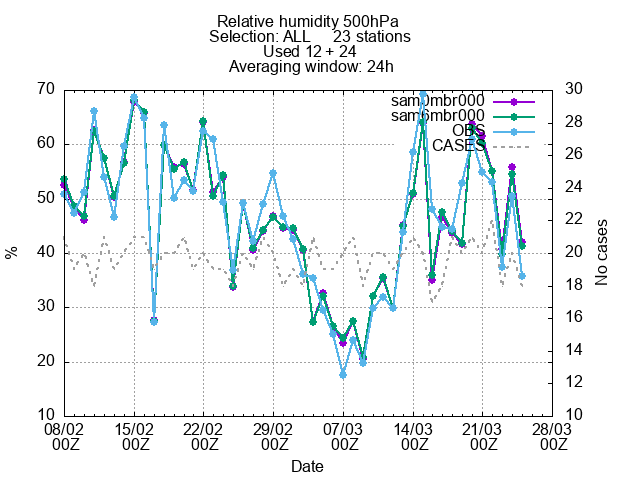 Relative humidity 500hPa
Selection: ALL 23 stations
Used 12 + 24
Averaging window: 24h
70
60
50
40
30
20
10
%
30
28
26
24
22
20
18
16
14
12
10
No cases
sam0mbr000
sam6mbr000
OBS
CASES
08/02 15/02 22/02 29/02 07/03 14/03 21/03 28/03
00Z 00Z 00Z 00Z 00Z 00Z 00Z 00Z
Date